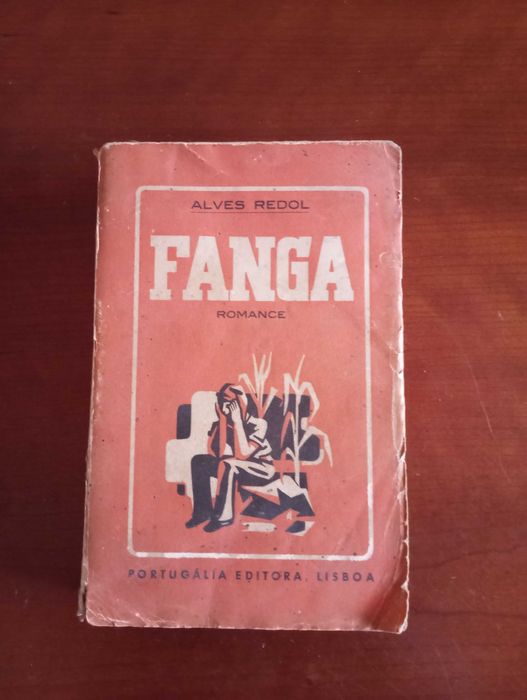 ALVES REDOL
FANGA
ROMANCE
PORTUGÁLIA EDITORA, LISBOA